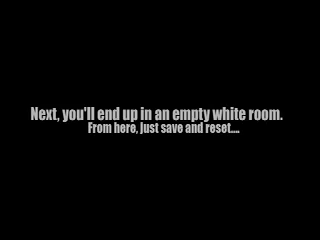 Next, you'll end up in an empty white room.
From here, just save and reset....